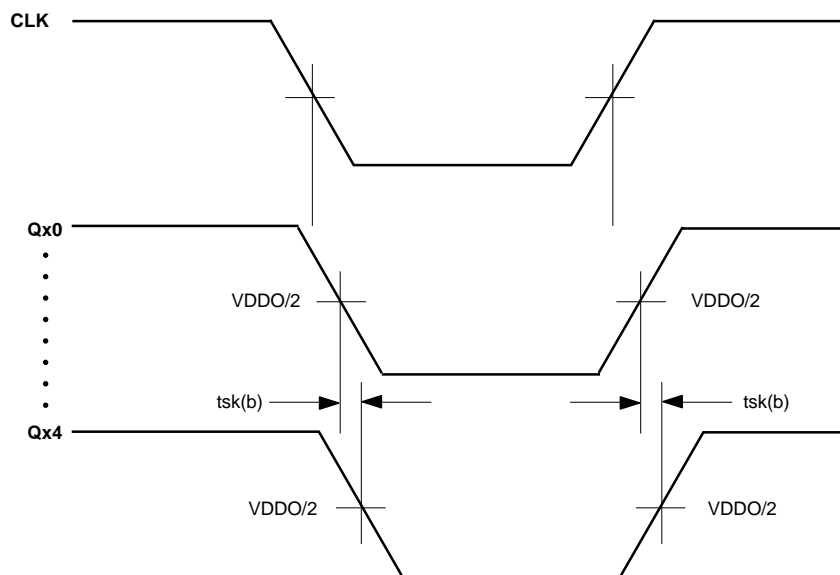 CLK
Qx0
VDDO/2 VDDO/2
tsk(b) tsk(b)
Qx4
VDDO/2 VDDO/2